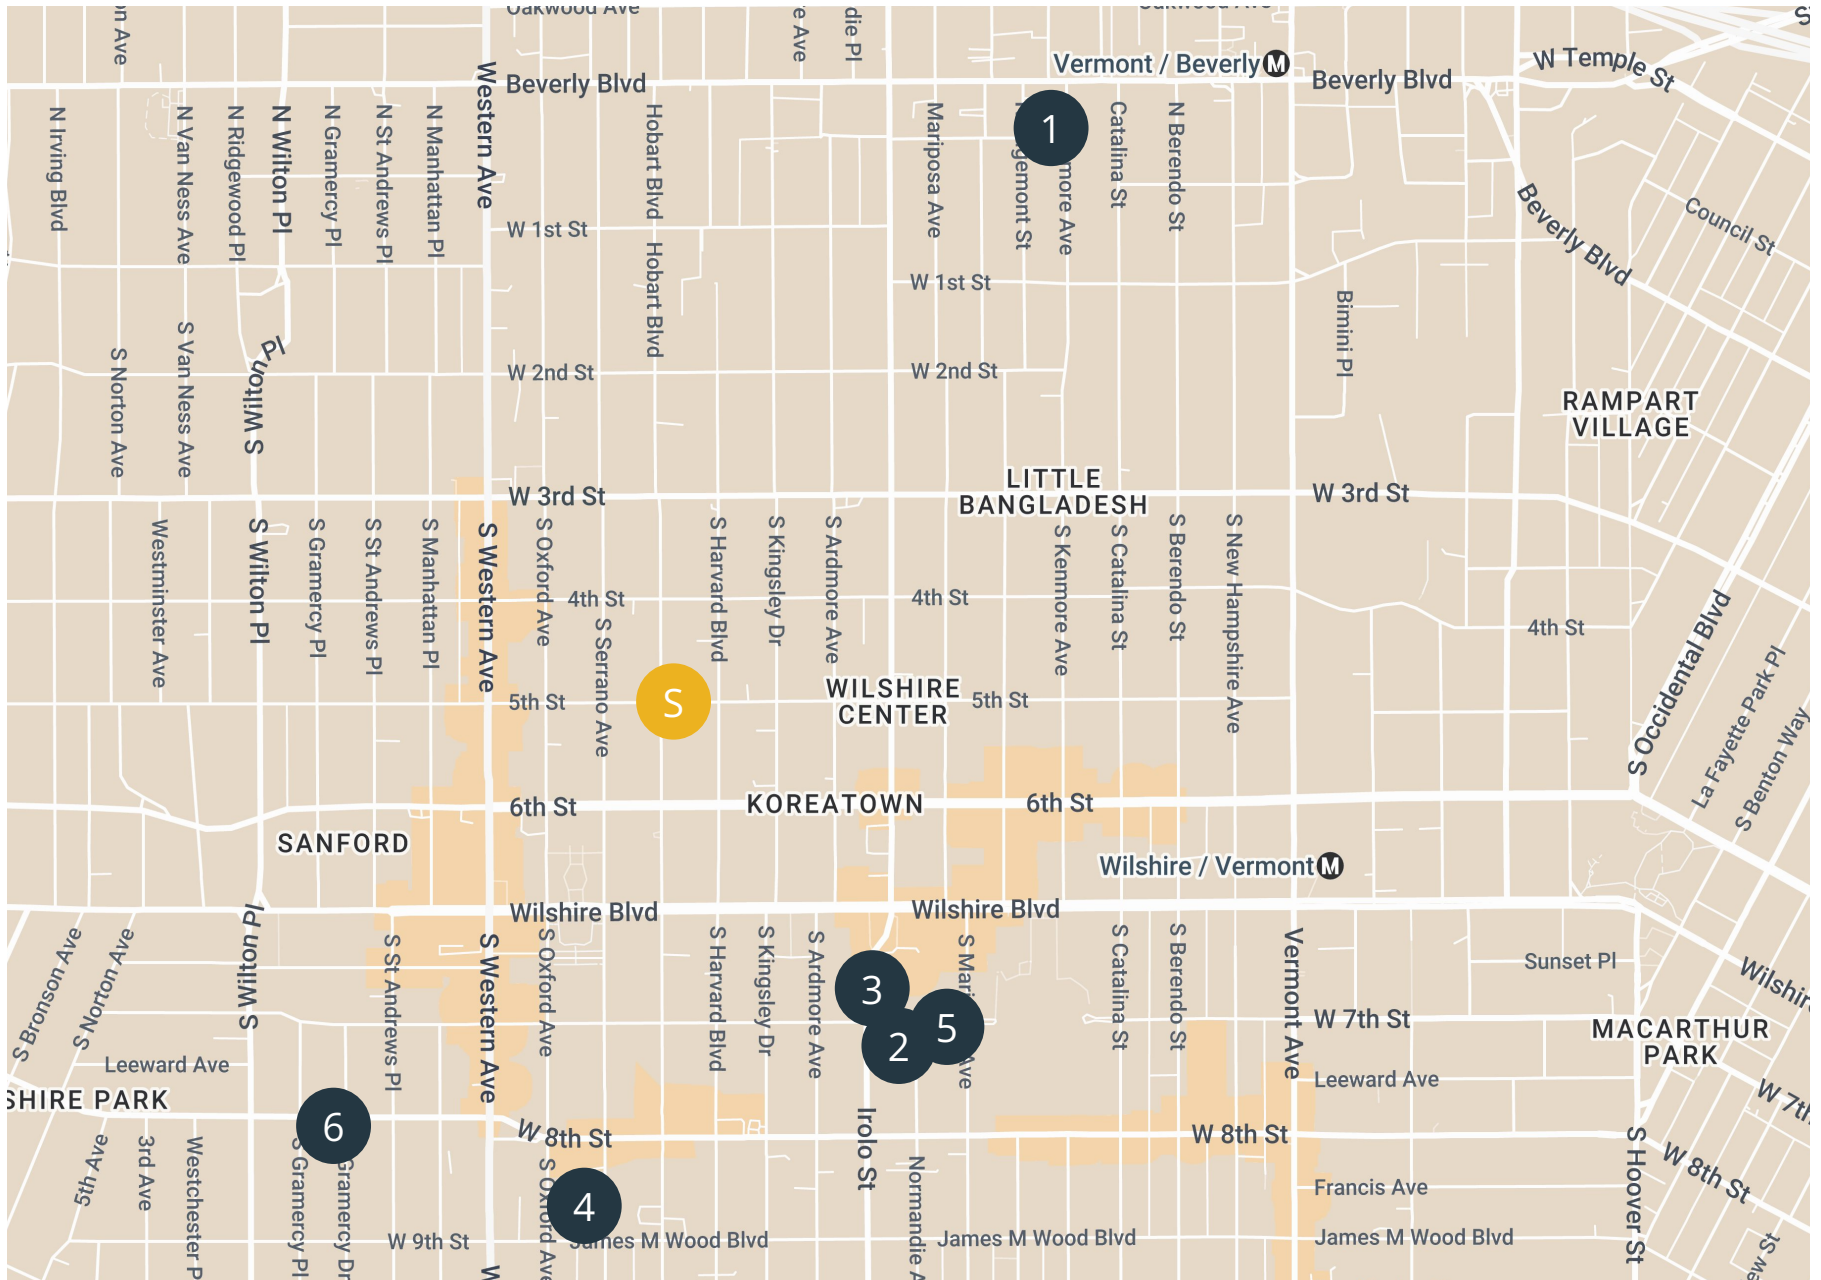 Oakwood Ave
Oakwood Ave
Vermont / Beverly M
W Temple St
Beverly Blvd
Beverly Blvd
Western Ave
N Irving Blvd
N Van Ness Ave
N Ridgewood Pl
N Wilton Pl
N Gramercy Pl
N St Andrews Pl
N Manhattan Pl
Hobart Blvd
Mariposa Ave
1
Catalina St
N Berendo St
Beverly Blvd
Council St
W 1st St
Hobart Blvd
W 1st St
Bimini Pl
S Norton Ave
S Van Ness Ave
S Wilton Pl
W 2nd St
W 2nd St
RAMPART
VILLAGE
LITTLE
BANGLADESH
W 3rd St
W 3rd St
Westminster Ave
S Wilton Pl
S Gramercy Pl
S St Andrews Pl
S Manhattan Pl
S Western Ave
S Oxford Ave
S Serrano Ave
S Harvard Blvd
S Kingsley Dr
S Ardmore Ave
S Kenmore Ave
S Catalina St
S Berendo St
S New Hampshire Ave
4th St
4th St
4th St
S Occidental Blvd
La Fayette Park Pl
S Benton Way
S
WILSHIRE
CENTER
5th St
5th St
KOREATOWN
6th St
6th St
SANFORD
Wilshire / Vermont M
Wilshire Blvd
Wilshire Blvd
S Bronson Ave
S Norton Ave
S Wilton Pl
S St Andrews Pl
S Western Ave
S Oxford Ave
S Harvard Blvd
S Kingsley Dr
S Ardmore Ave
3
2
5
S Catalina St
S Berendo St
Vermont Ave
Sunset Pl
W 7th St
MACARTHUR
PARK
Leeward Ave
Leeward Ave
SHIRE PARK
6
W 8th St
W 8th St
W 8th St
5th Ave
3rd Ave
S Gramercy Pl
Gramercy Dr
S Oxford Ave
4
Irolo St
Normandie
Francis Ave
S Hoover St
W 9th St
James M Wood Blvd
James M Wood Blvd
James M Wood Blvd